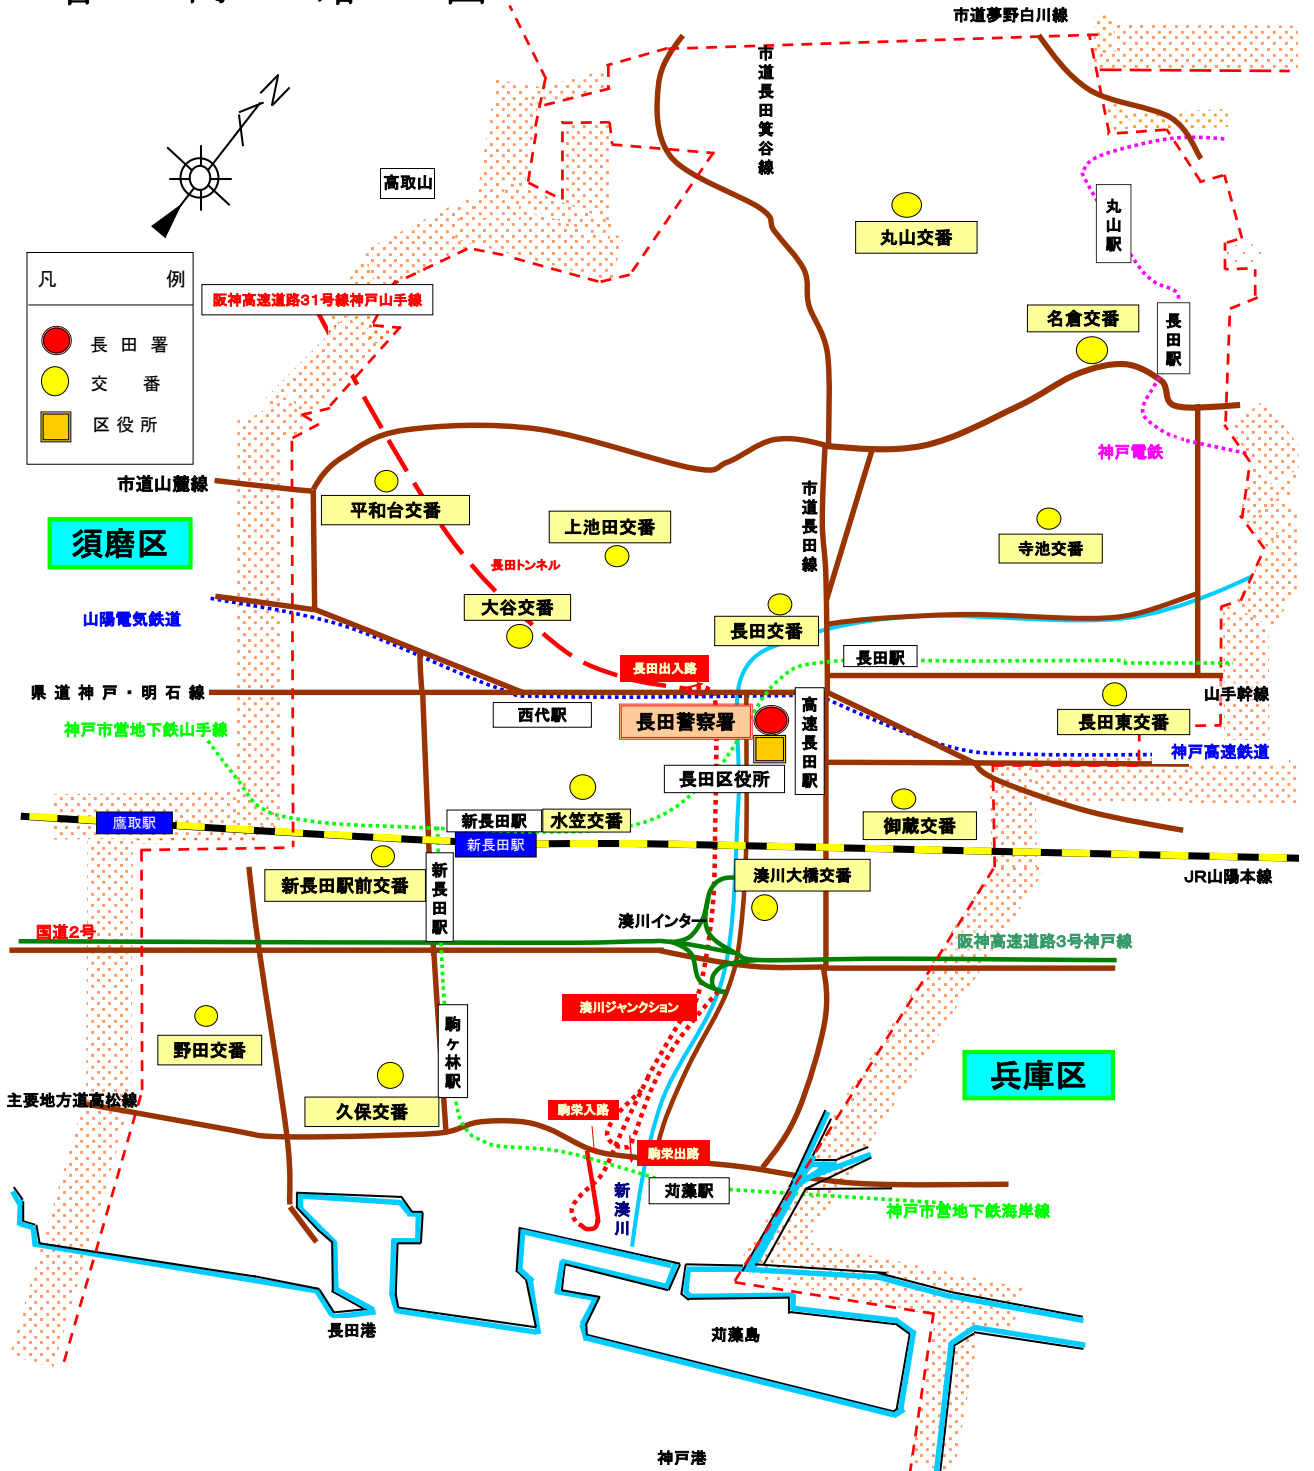 市道夢野白川線
市道長田箕谷線
高取山
丸山駅
丸山交番
凡 例
長田署
交 番
区役所
阪神高速道路31号線神戸山手線
名倉交番
長田駅
神戸電鉄
市道山麓線
平和台交番
上池田交番
市道長田線
寺池交番
須磨区
長田トンネル
大谷交番
山陽電気鉄道
長田交番
長田駅
長田出入路
県道神戸・明石線
山手幹線
西代駅
長田警察署
高速長田駅
長田東交番
神戸市営地下鉄山手線
神戸高速鉄道
長田区役所
新長田駅
水笠交番
御蔵交番
鷹取駅
新長田駅
新長田駅前交番
新長田駅
湊川大橋交番
JR山陽本線
湊川インター
国道2号
阪神高速道路3号神戸線
湊川ジャンクション
野田交番
駒ヶ林駅
兵庫区
主要地方道高松線
久保交番
駒栄入路
駒栄出路
苅藻駅
新湊川
神戸市営地下鉄海岸線
長田港
苅藻島
神戸港
N